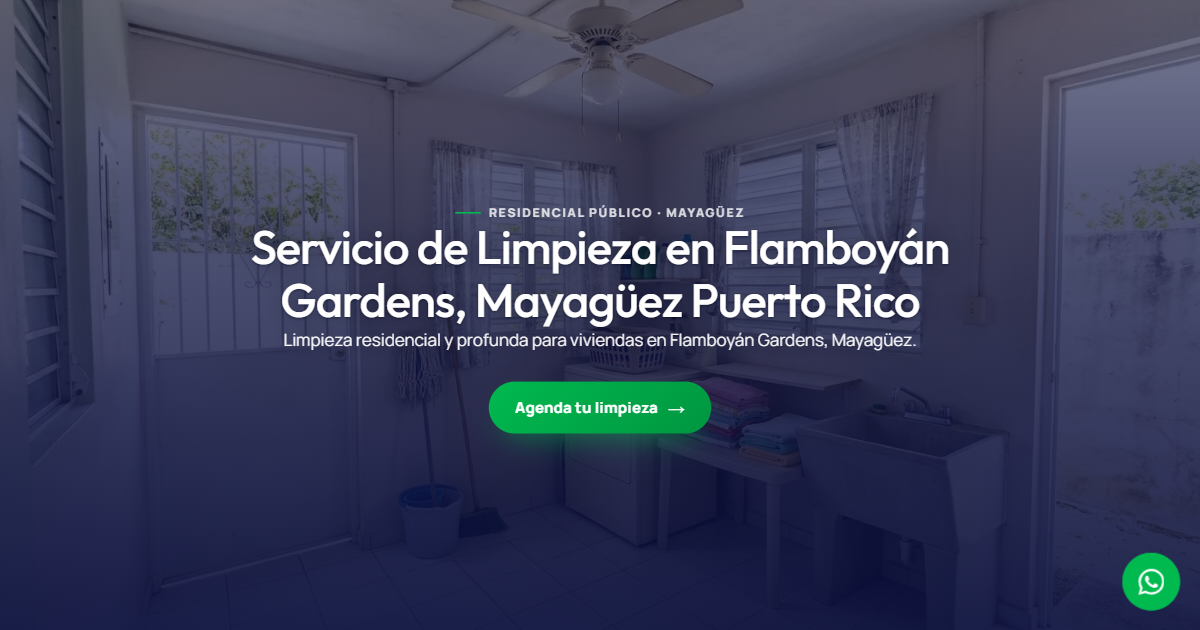 RESIDENCIAL PÚBLICO · MAYAGÜEZ
Servicio de Limpieza en Flamboyán
Gardens, Mayagüez Puerto Rico
Limpieza residencial y profunda para viviendas en Flamboyán Gardens, Mayagüez.
Agenda tu limpieza →